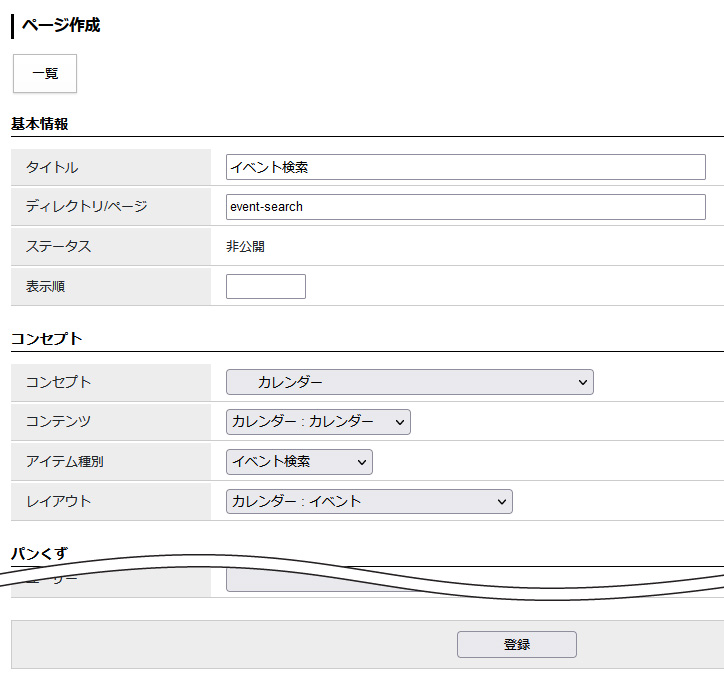 ページ作成
一覧
基本情報
タイトル イベント検索
ディレクトリ/ページ event-search
ステータス 非公開
表示順
コンセプト
コンセプト カレンダー
コンテンツ カレンダー : カレンダー
アイテム種別 イベント検索
レイアウト カレンダー : イベント
パンくず
登録